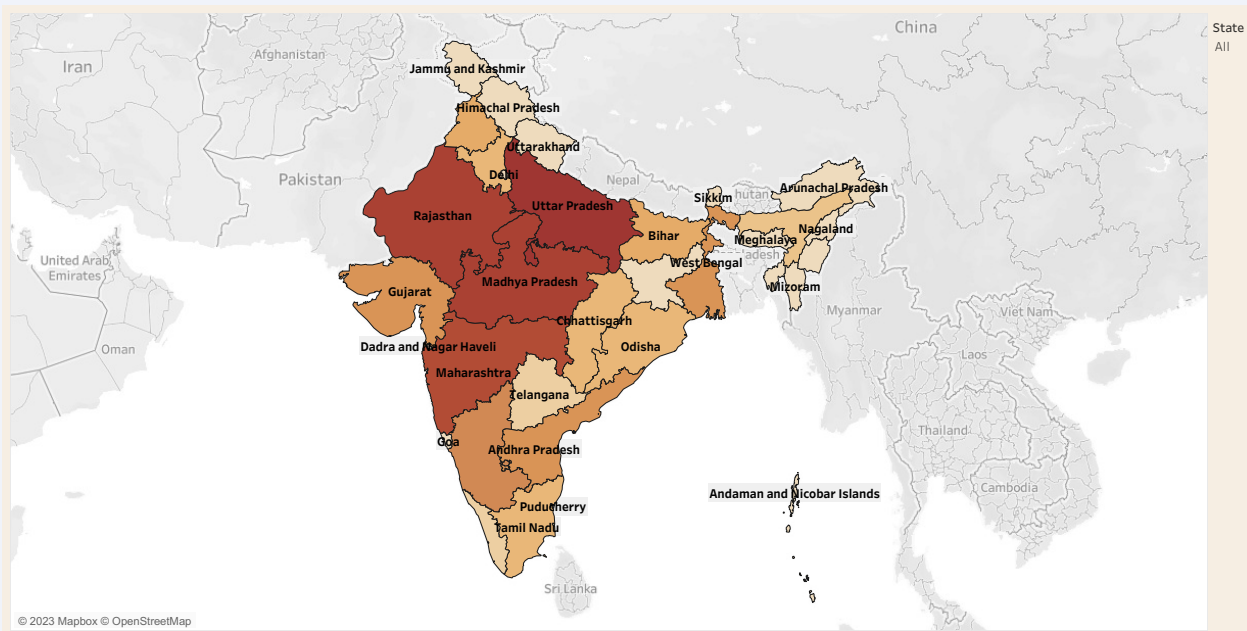 China
State
All
Afghanistan
Iran
Jammu and Kashmir
Himachal Pradesh
Uttarakhand
Pakistan
Delhi
Nepal
Sikkim
hutan
Arunachal Pradesh
Uttar Pradesh
Rajasthan
Bihar
Nagaland
Meghalaya
adesh
United Arab
Emirates
West Bengal
Madhya Pradesh
Mizoram
Gujarat
Myanmar
Viet Nam
Chhattisgarh
Oman
Dadra and Nagar Haveli
Odisha
Laos
Maharashtra
Telangana
Thailand
Goa
Andhra Pradesh
Cambodia
Andaman and Nicobar Islands
Puducherry
Tamil Nadu
Sri Lanka
© 2023 Mapbox © OpenStreetMap